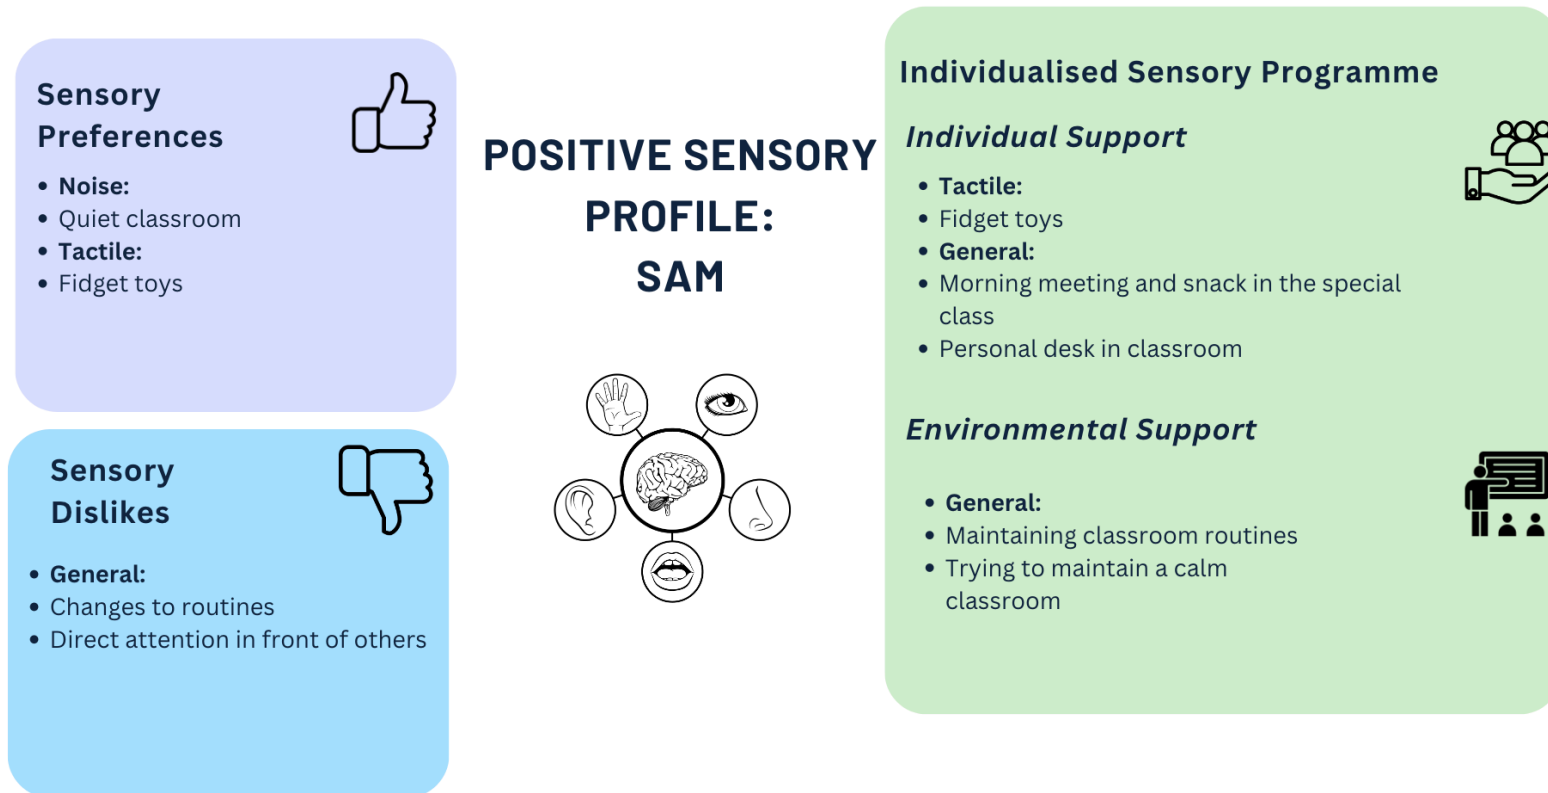 Sensory
Preferences
• Noise:
• Quiet classroom
• Tactile:
• Fidget toys
Sensory
Dislikes
• General:
• Changes to routines
• Direct attention in front of others
POSITIVE SENSORY
PROFILE:
SAM
Individualised Sensory Programme
Individual Support
• Tactile:
• Fidget toys
• General:
• Morning meeting and snack in the special
class
• Personal desk in classroom
Environmental Support
• General:
• Maintaining classroom routines
• Trying to maintain a calm
classroom